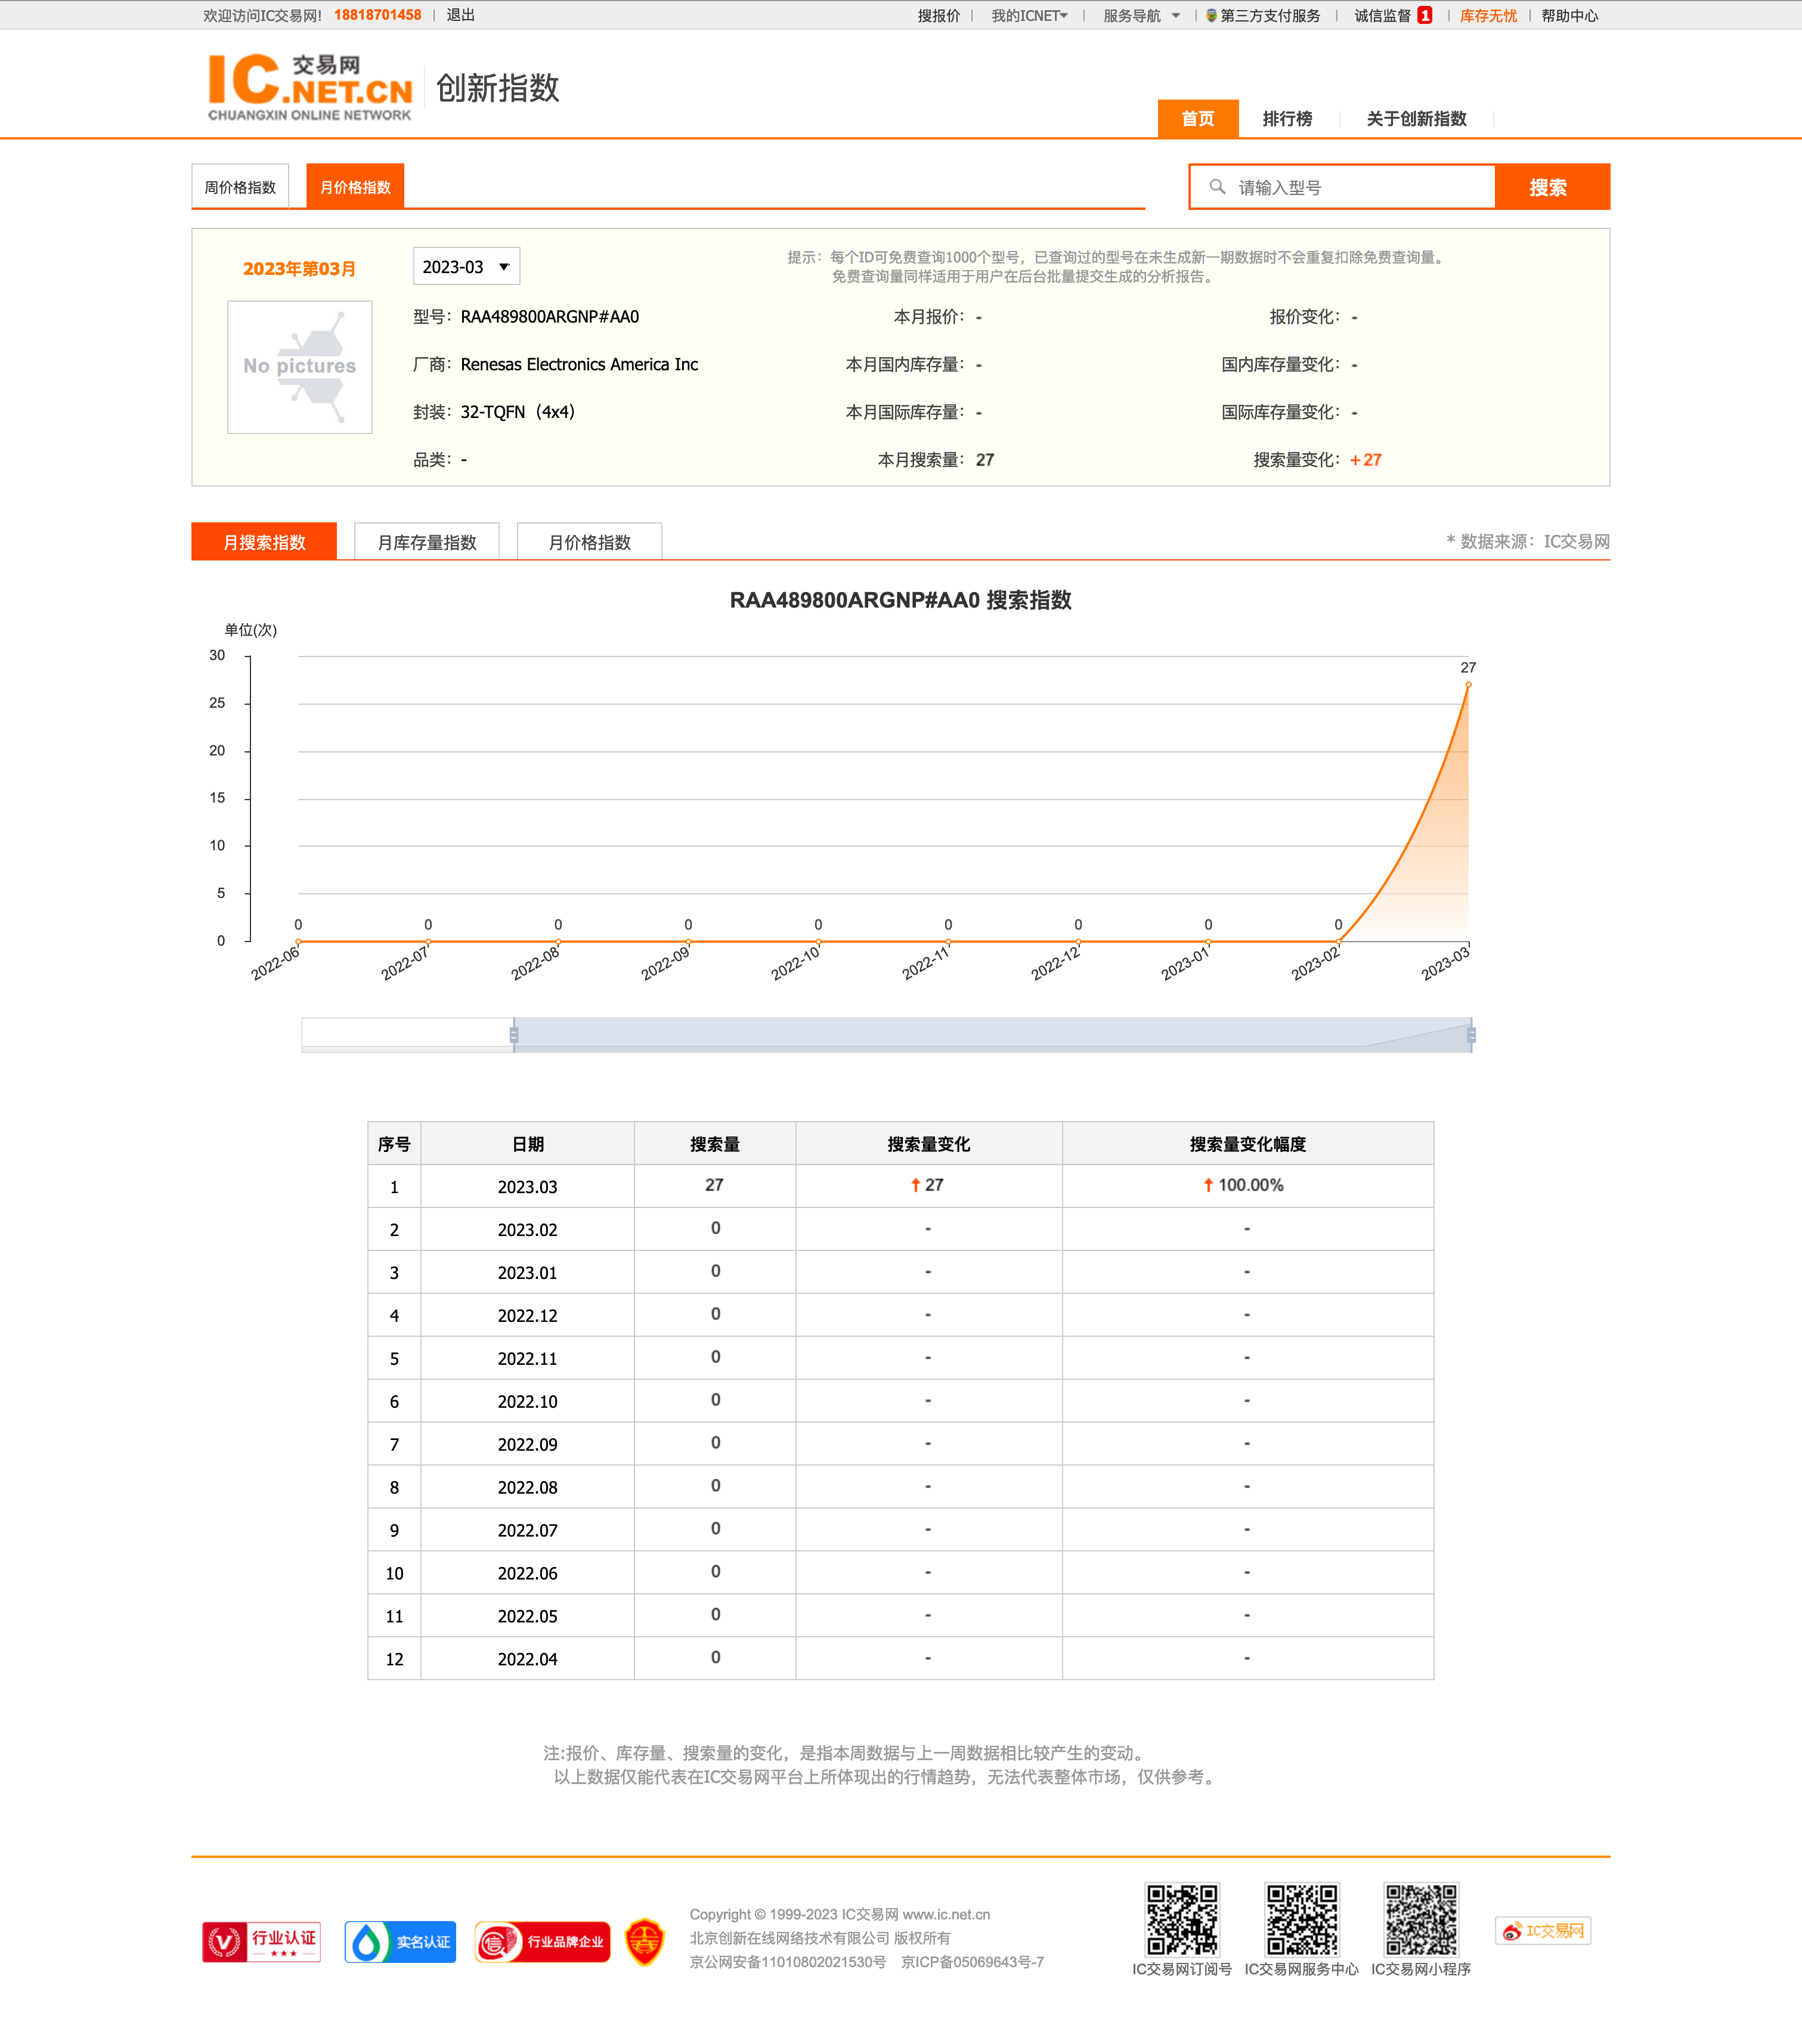 欢迎访问IC交易网! 18818701458 | 退出 搜报价 | 我的ICNET | 服务导航 | 第三方支付服务 | 诚信监督 1 | 库存无忧 | 帮助中心
IC 交易网
.NET.CN
CHUANGXIN ONLINE NETWORK
创新指数
首页 排行榜 关于创新指数
周价格指数 月价格指数 请输入型号 搜索
2023年第03月 2023-03
提示：每个ID可免费查询1000个型号，已查询过的型号在未生成新一期数据时不会重复扣除免费查询量。
免费查询量同样适用于用户在后台批量提交生成的分析报告。
No pictures
型号：RAA489800ARGNP#AA0 本月报价：- 报价变化：-
厂商：Renesas Electronics America Inc 本月国内库存量：- 国内库存量变化：-
封装：32-TQFN（4x4） 本月国际库存量：- 国际库存量变化：-
品类：- 本月搜索量：27 搜索量变化：+27
月搜索指数 月库存量指数 月价格指数 * 数据来源：IC交易网
RAA489800ARGNP#AA0 搜索指数
单位(次)
30
27
25
20
15
10
5
0 0 0 0 0 0 0 0 0
0
2022-06 2022-07 2022-08 2022-09 2022-10 2022-11 2022-12 2023-01 2023-02 2023-03
序号 日期 搜索量 搜索量变化 搜索量变化幅度
1 2023.03 27 ↑27 ↑100.00%
2 2023.02 0 - -
3 2023.01 0 - -
4 2022.12 0 - -
5 2022.11 0 - -
6 2022.10 0 - -
7 2022.09 0 - -
8 2022.08 0 - -
9 2022.07 0 - -
10 2022.06 0 - -
11 2022.05 0 - -
12 2022.04 0 - -
注:报价、库存量、搜索量的变化，是指本周数据与上一周数据相比较产生的变动。
以上数据仅能代表在IC交易网平台上所体现出的行情趋势，无法代表整体市场，仅供参考。
行业认证
实名认证
信 行业品牌企业
Copyright © 1999-2023 IC交易网 www.ic.net.cn
北京创新在线网络技术有限公司 版权所有
京公网安备11010802021530号 京ICP备05069643号-7
IC交易网订阅号 IC交易网服务中心 IC交易网小程序
IC交易网